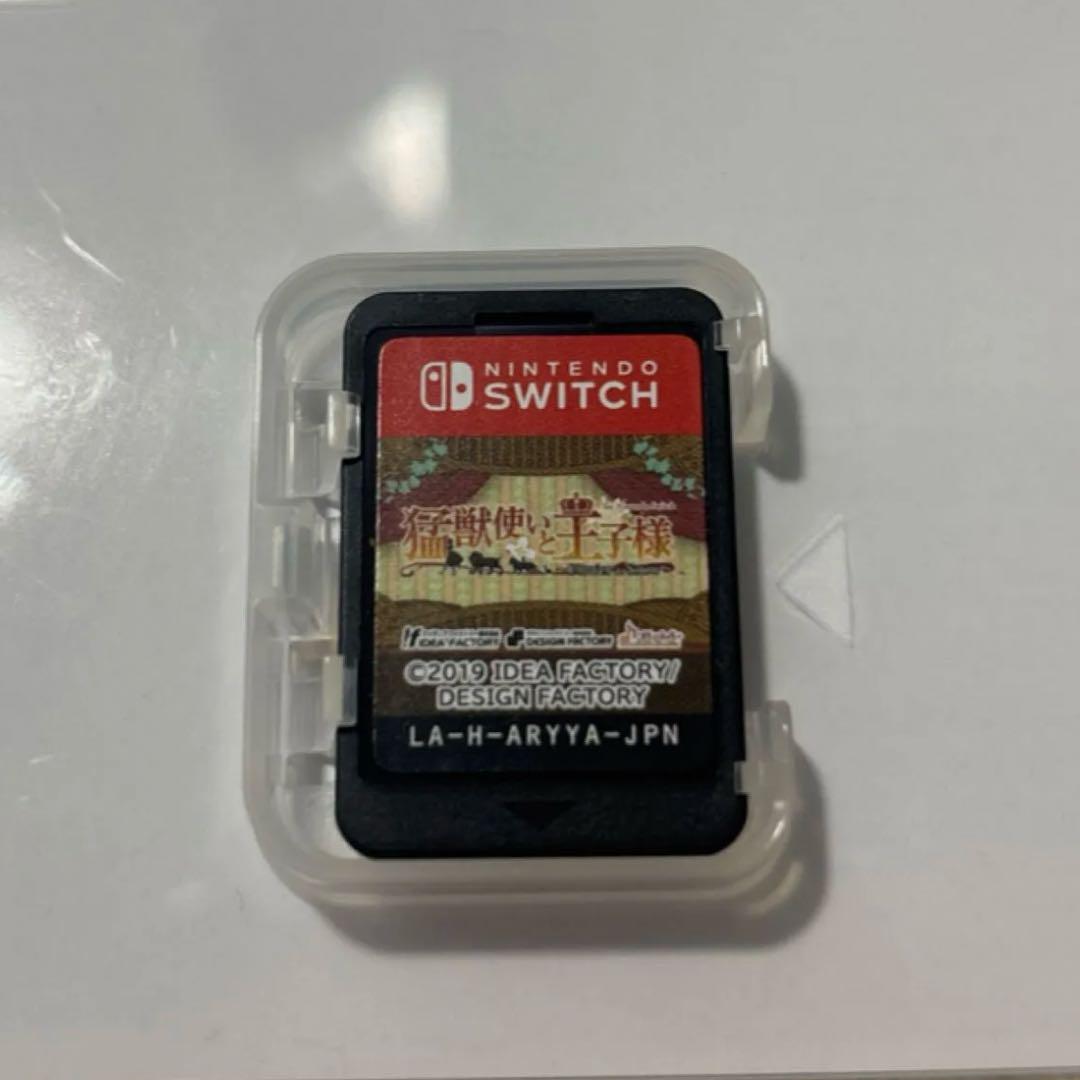 NINTENDO
SWITCH
猛獣使いと王子様
IDEA FACTORY DESIGN FACTORY
©2019 IDEA FACTORY/
DESIGN FACTORY
LA-H-ARYYA-JPN